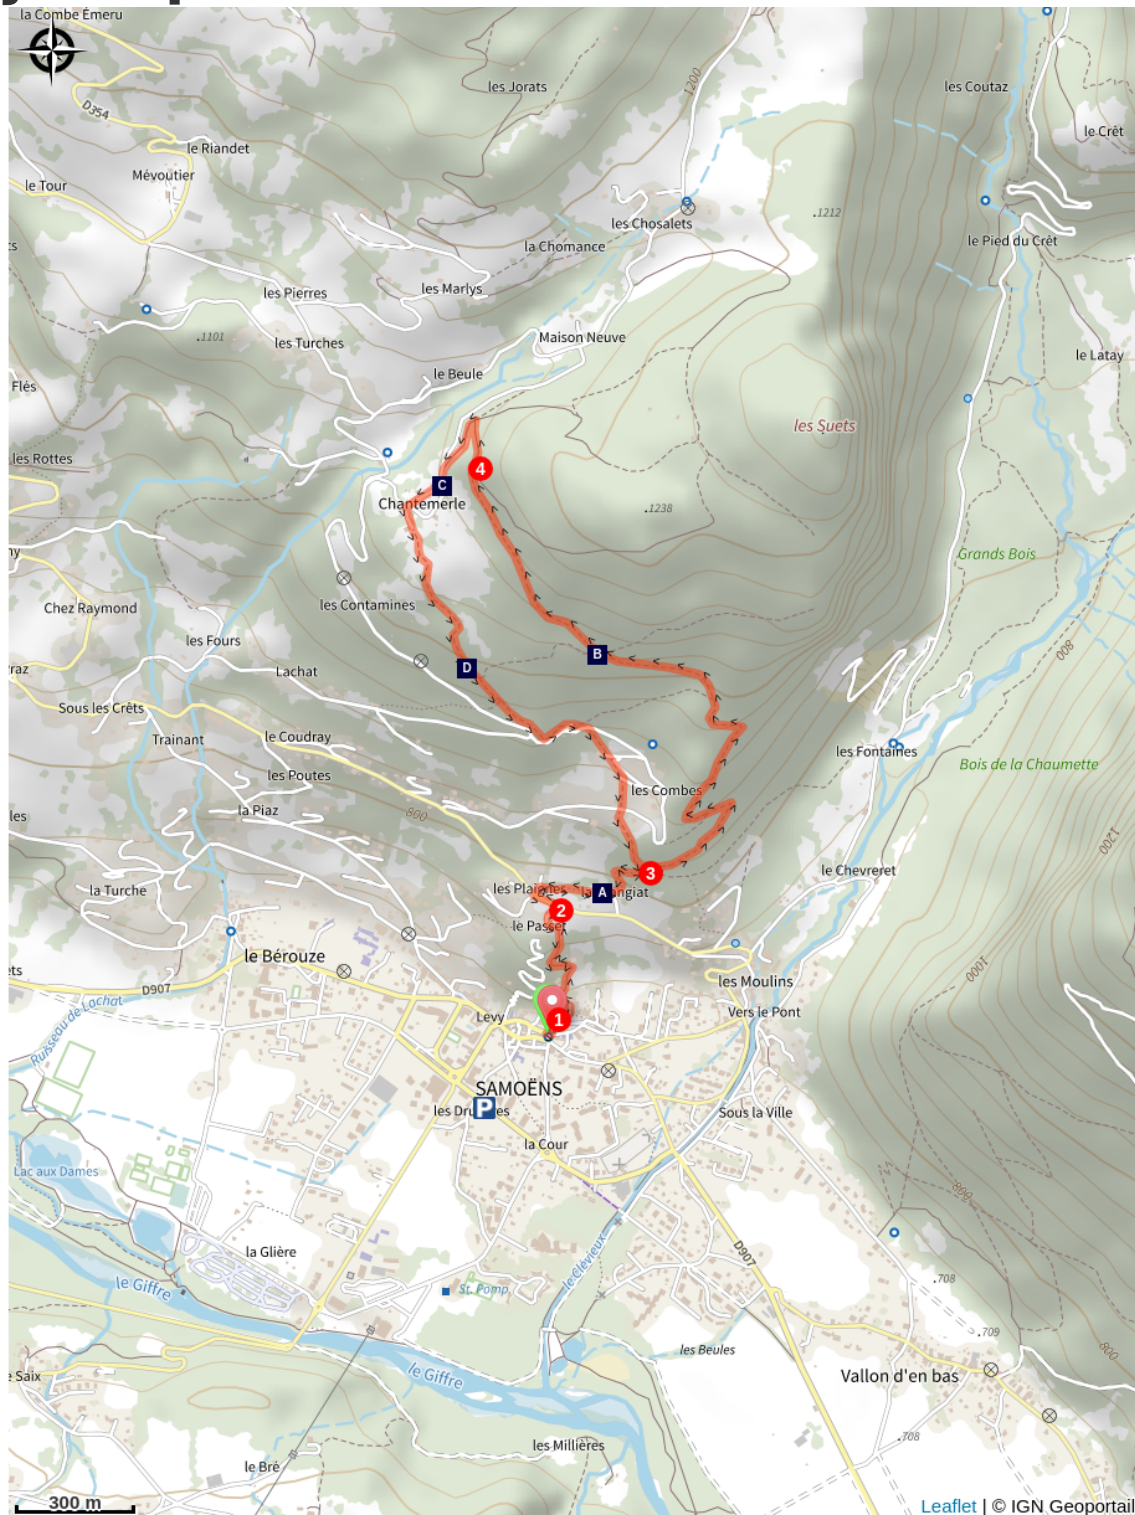 la Combe Émeru
les Jorats
1200
les Coutaz
D354
le Crêt
le Riandet
Mévoutier
le Tour
les Chosalets
.1212
le Pied du Crêt
la Chomance
les Pierres
les Marlys
.1101
les Turches
Maison Neuve
le Latay
le Beule
Flés
les Suets
les Rottes
4
C
Chantemerle
.1238
Grands Bois
Chez Raymond
les Contamines
les Fours
800
B
D
Lachat
Sous les Crêts
Trainant
le Coudray
les Fontaines
Bois de la Chaumette
les Poutes
les Combes
la Piaz
800
1200
les
3
le Chevreret
la Turche
A
2
le Passet
le Bérouze
1000
les Moulins
D907
Vers le Pont
Ruisseau de Lachat
Levy
1
SAMOËNS
P
Sous la Ville
la Cour
Lac aux Dames
800
la Glière
le Clévieux
D907
le Giffre
St. Pomp.
.708
.709
les Beules
800
le Giffre
Vallon d'en bas
.708
les Millières
le Bré
300 m
Leaflet | © IGN Geoportail